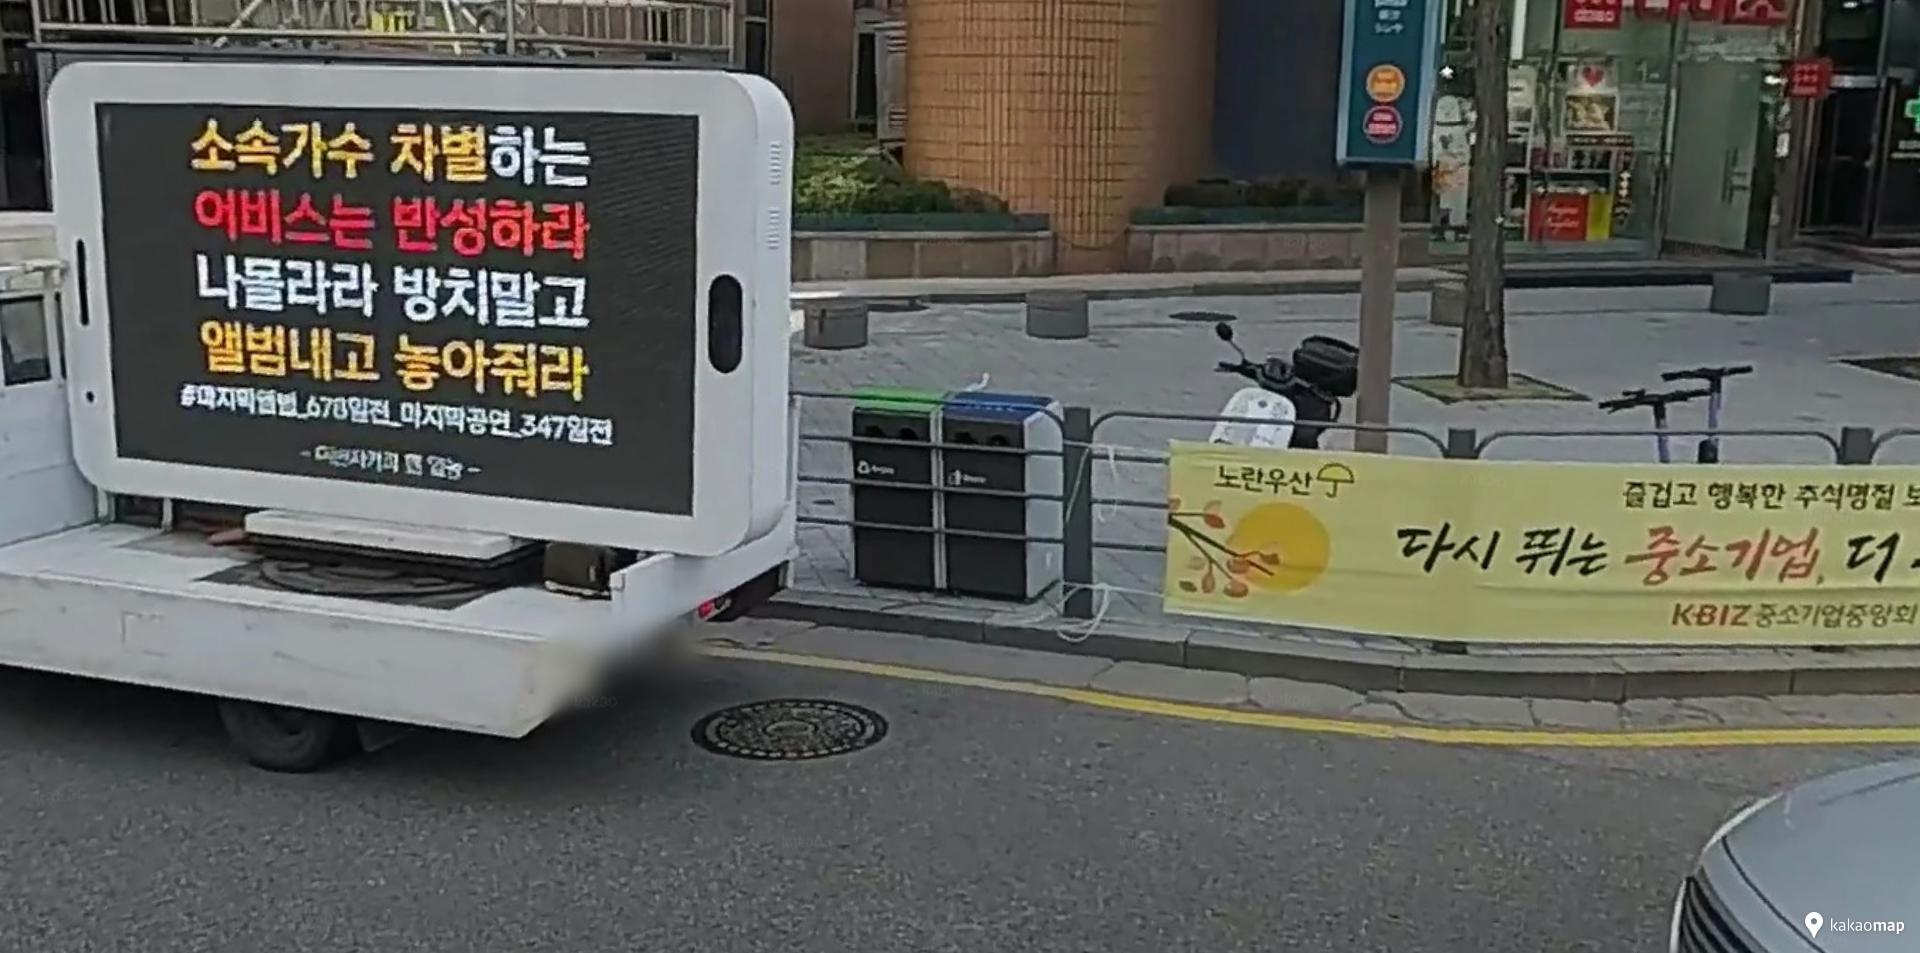 소속가수 차별하는
어비스는 반성하라
나몰라라 방치말고
앨범내고 놓아줘라
#마지막앨범_678일전_마지막공연_347일전
노란우산
즐겁고 행복한 추석명절 보
다시 뛰는 중소기업, 더
K-BIZ 중소기업중앙회
kakaomap